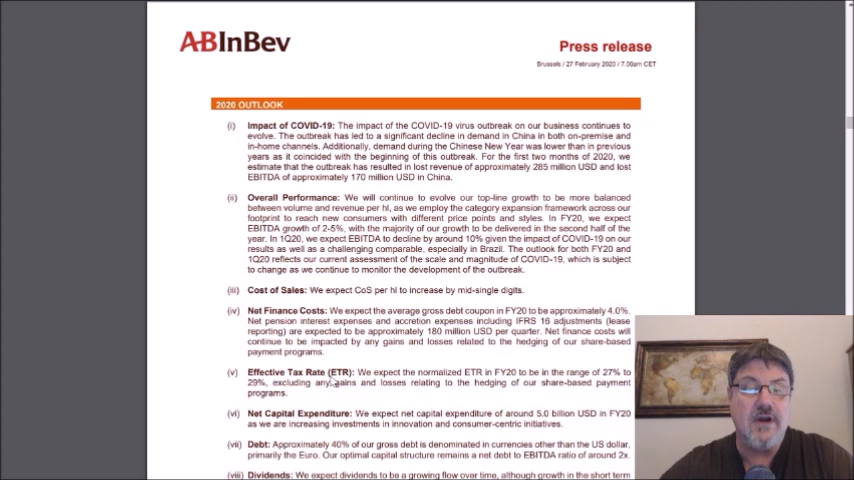 ABInBev
Press release
Brussels / 27 February 2020 / 7.00am CET
2020 OUTLOOK
(i) Impact of COVID-19: The impact of the COVID-19 virus outbreak on our business continues to
evolve. The outbreak has led to a significant decline in demand in China in both on-premise and
in-home channels. Additionally, demand during the Chinese New Year was lower than in previous
years as it coincided with the beginning of this outbreak. For the first two months of 2020, we
estimate that the outbreak has resulted in lost revenue of approximately 285 million USD and lost
EBITDA of approximately 170 million USD in China.
(ii) Overall Performance: We will continue to evolve our top-line growth to be more balanced
between volume and revenue per hl, as we employ the category expansion framework across our
footprint to reach new consumers with different price points and styles. In FY20, we expect
EBITDA growth of 2-5%, with the majority of our growth to be delivered in the second half of the
year. In 1Q20, we expect EBITDA to decline by around 10% given the impact of COVID-19 on our
results as well as a challenging comparable, especially in Brazil. The outlook for both FY20 and
1Q20 reflects our current assessment of the scale and magnitude of COVID-19, which is subject
to change as we continue to monitor the development of the outbreak.
(iii) Cost of Sales: We expect CoS per hl to increase by mid-single digits.
(iv) Net Finance Costs: We expect the average gross debt coupon in FY20 to be approximately 4.0%.
Net pension interest expenses and accretion expenses including IFRS 16 adjustments (lease
reporting) are expected to be approximately 180 million USD per quarter. Net finance costs will
continue to be impacted by any gains and losses related to the hedging of our share-based
payment programs.
(v) Effective Tax Rate (ETR): We expect the normalized ETR in FY20 to be in the range of 27% to
29%, excluding any gains and losses relating to the hedging of our share-based payment
programs.
(vi) Net Capital Expenditure: We expect net capital expenditure of around 5.0 billion USD in FY20
as we are increasing investments in innovation and consumer-centric initiatives.
(vii) Debt: Approximately 40% of our gross debt is denominated in currencies other than the US dollar,
primarily the Euro. Our optimal capital structure remains a net debt to EBITDA ratio of around 2x.
(viii) Dividends: We expect dividends to be a growing flow over time, although growth in the short term